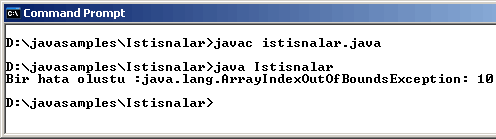 Command Prompt
D:\javasamples\Istisnalar>javac istisnalar.java
D:\javasamples\Istisnalar>java Istisnalar
Bir hata olustu :java.lang.ArrayIndexOutOfBoundsException: 10
D:\javasamples\Istisnalar>